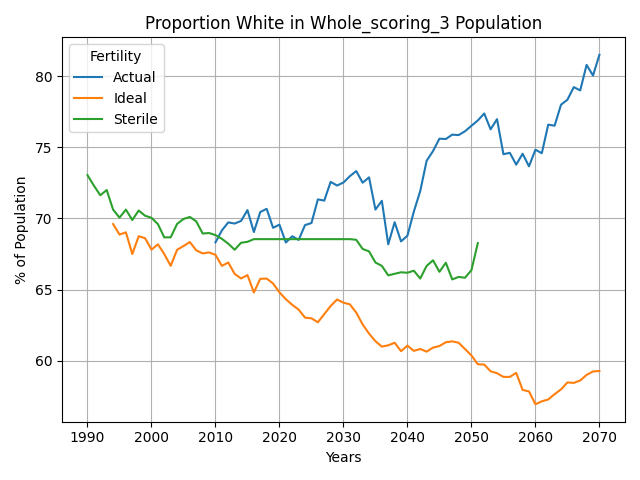 Proportion White in Whole_scoring_3 Population
Fertility
Actual
Ideal
Sterile
% of Population
80
75
70
65
60
1990 2000 2010 2020 2030 2040 2050 2060 2070
Years